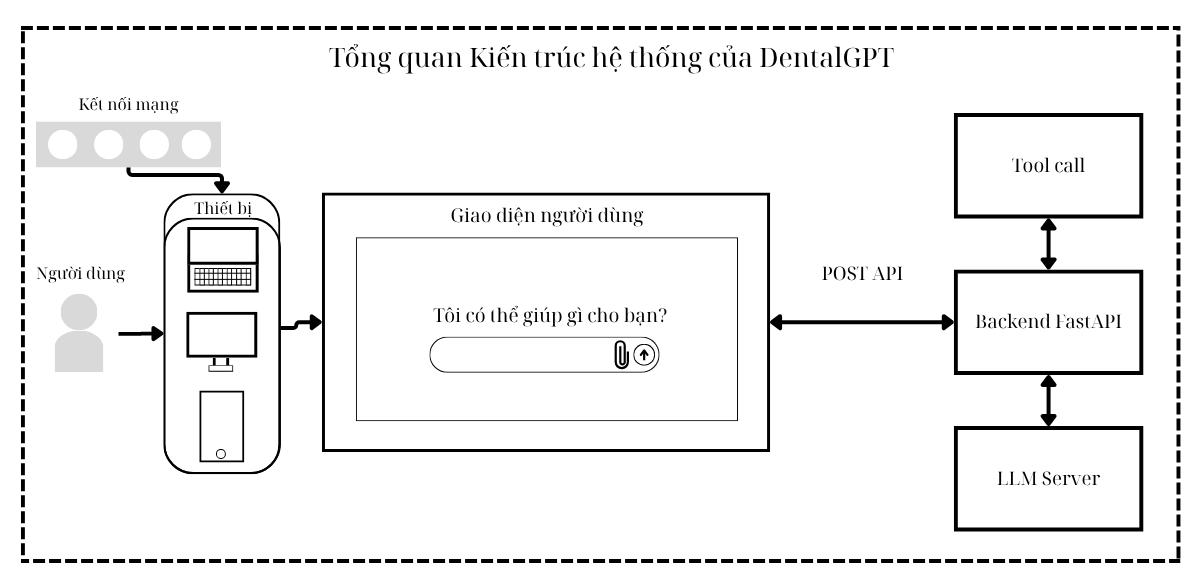 Tổng quan Kiến trúc hệ thống của DentalGPT
Kết nối mạng
Thiết bị
Người dùng
Giao diện người dùng
Tôi có thể giúp gì cho bạn?
POST API
Tool call
Backend FastAPI
LLM Server